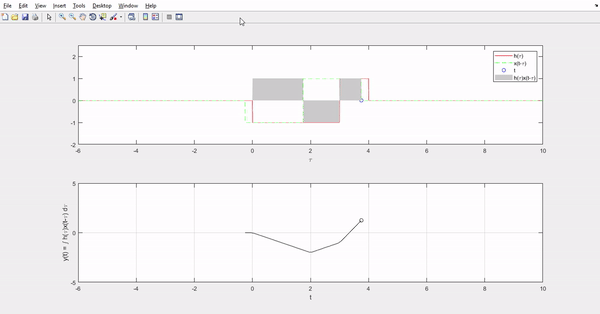 File Edit View Insert Tools Desktop Window Help
2
1
0
-1
-2
h(τ)
x(t-τ)
t
h(τ)x(t-τ)
-6 -4 -2 0 2 4 6 8 10
τ
5
0
-5
y(t) = ∫ h(τ)x(t-τ) dτ
-6 -4 -2 0 2 4 6 8 10
t